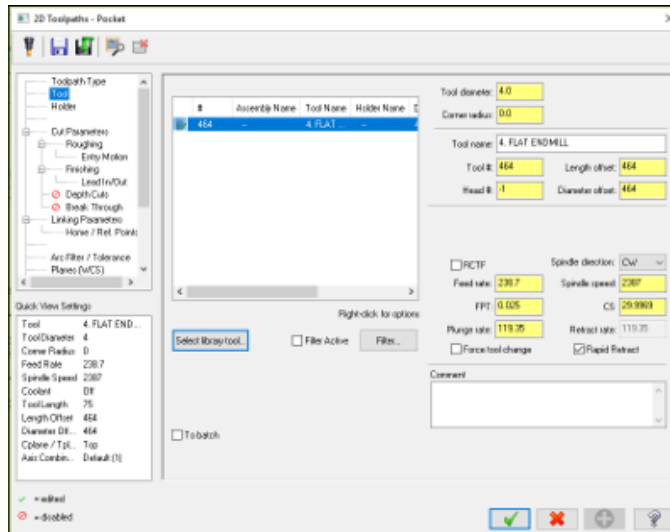 2D Toolpaths - Pocket
Toolpath Type
Tool
Holder
Cut Parameters
Roughing
Entry Motion
Finishing
Lead In/Out
Depth Cuts
Break Through
Linking Parameters
Home / Ref. Points
Arc Filter / Tolerance
Planes (WCS)
Quick View Settings
Tool 4. FLAT END...
Tool Diameter 4
Corner Radius 0
Feed Rate 238.7
Spindle Speed 2387
Coolant Off
Tool Length 75
Length Offset 464
Diameter Off... 464
Cplane / Tpl... Top
Axis Combin... Default (1)
= edited
= disabled
# Assembly Name Tool Name Holder Name
464 -- 4. FLAT ... --
Right-click for options
Select library tool...
Filter Active
Filter...
To batch
Tool diameter: 4.0
Corner radius: 0.0
Tool name: 4. FLAT ENDMILL
Tool #: 464 Length offset: 464
Head #: -1 Diameter offset: 464
RCTF Spindle direction: CW
Feed rate: 238.7 Spindle speed: 2387
FPT: 0.025 CS 29.9969
Plunge rate: 119.35 Retract rate: 119.35
Force tool change Rapid Retract
Comment